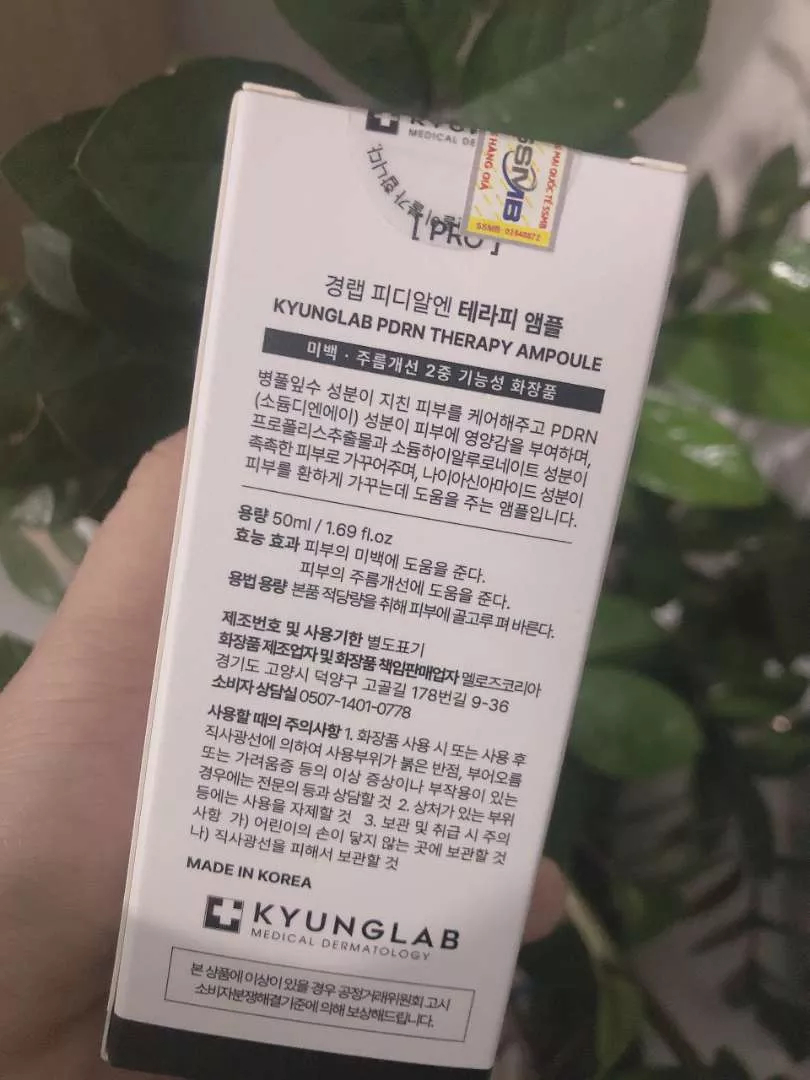 MEDICAL DE
SSMB
HÀNG GIẢ
MẠI QUỐC TẾ SSMB
SSMB 02648872
[ PRO ]
경랩 피디알엔 테라피 앰플
KYUNGLAB PDRN THERAPY AMPOULE
미백 · 주름개선 2중 기능성 화장품
병풀잎수 성분이 지친 피부를 케어해주고 PDRN
(소듐디엔에이) 성분이 피부에 영양감을 부여하며,
프로폴리스추출물과 소듐하이알루로네이트 성분이
촉촉한 피부로 가꾸어주며, 나이아신아마이드 성분이
피부를 환하게 가꾸는데 도움을 주는 앰플입니다.
용량 50ml / 1.69 fl.oz
효능 효과 피부의 미백에 도움을 준다.
피부의 주름개선에 도움을 준다.
용법 용량 본품 적당량을 취해 피부에 골고루 펴 바른다.
제조번호 및 사용기한 별도표기
화장품 제조업자 및 화장품 책임판매업자 멜로즈코리아
경기도 고양시 덕양구 고골길 178번길 9-36
소비자 상담실 0507-1401-0778
사용할 때의 주의사항 1. 화장품 사용 시 또는 사용 후
직사광선에 의하여 사용부위가 붉은 반점, 부어오름
또는 가려움증 등의 이상 증상이나 부작용이 있는
경우에는 전문의 등과 상담할 것 2. 상처가 있는 부위
등에는 사용을 자제할 것 3. 보관 및 취급 시 주의
사항 가) 어린이의 손이 닿지 않는 곳에 보관할 것
나) 직사광선을 피해서 보관할 것
MADE IN KOREA
KYUNGLAB
MEDICAL DERMATOLOGY
본 상품에 이상이 있을 경우 공정거래위원회 고시
소비자분쟁해결기준에 의해 보상해드립니다.